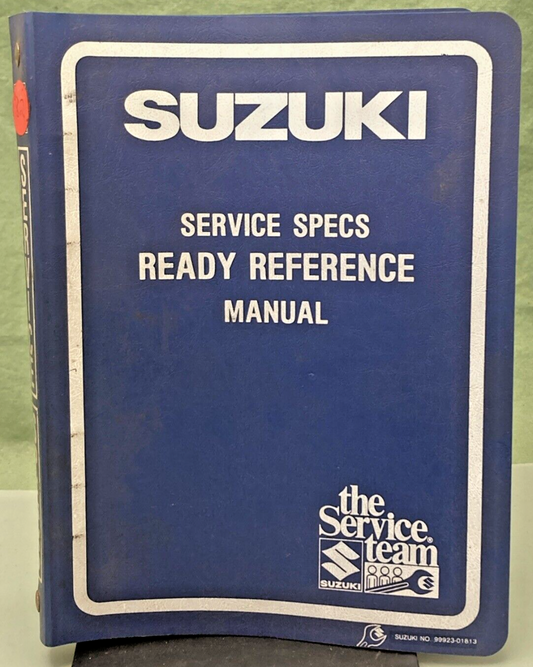 SUZUKI
SERVICE SPECS
READY REFERENCE
MANUAL
the
Service®
team
SUZUKI
SUZUKI NO. 99923-01813